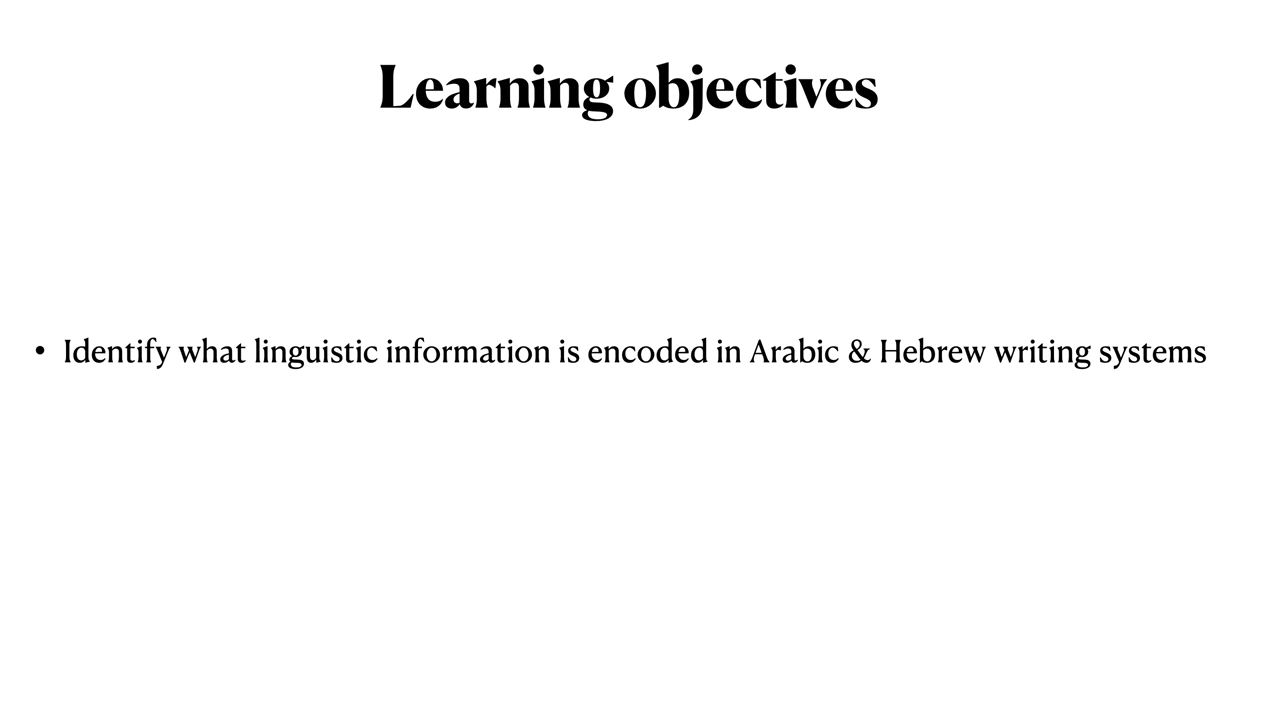 Learning objectives
• Identify what linguistic information is encoded in Arabic & Hebrew writing systems